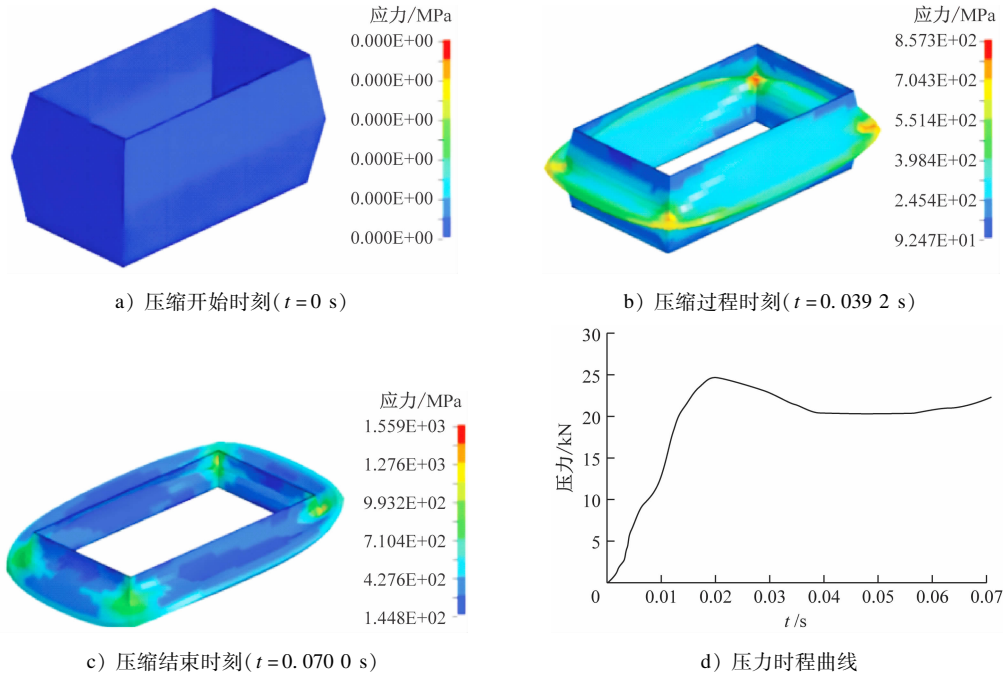 应力/MPa
0.000E+00
0.000E+00
0.000E+00
0.000E+00
0.000E+00
0.000E+00
a) 压缩开始时刻(t=0 s)
应力/MPa
8.573E+02
7.043E+02
5.514E+02
3.984E+02
2.454E+02
9.247E+01
b) 压缩过程时刻(t=0.039 2 s)
应力/MPa
1.559E+03
1.276E+03
9.932E+02
7.104E+02
4.276E+02
1.448E+02
c) 压缩结束时刻(t=0.070 0 s)
30
25
20
15
10
5
0
压力/kN
0.01 0.02 0.03 0.04 0.05 0.06 0.07
t/s
d) 压力时程曲线